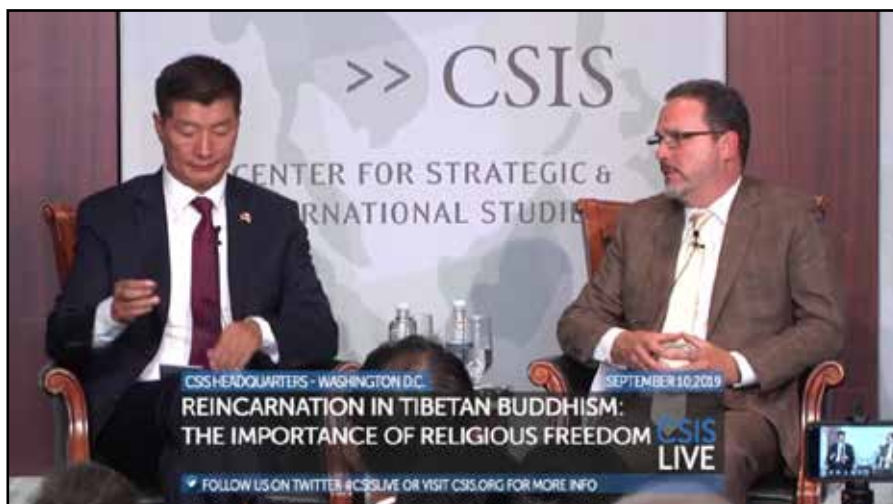 >> CSIS
CENTER FOR STRATEGIC &
RNATIONAL STUDIE
CSIS HEADQUARTERS - WASHINGTON D.C.
SEPTEMBER 10, 2019
REINCARNATION IN TIBETAN BUDDHISM:
THE IMPORTANCE OF RELIGIOUS FREEDOM
CSIS
LIVE
FOLLOW US ON TWITTER #CSISLIVE OR VISIT CSIS.ORG FOR MORE INFO